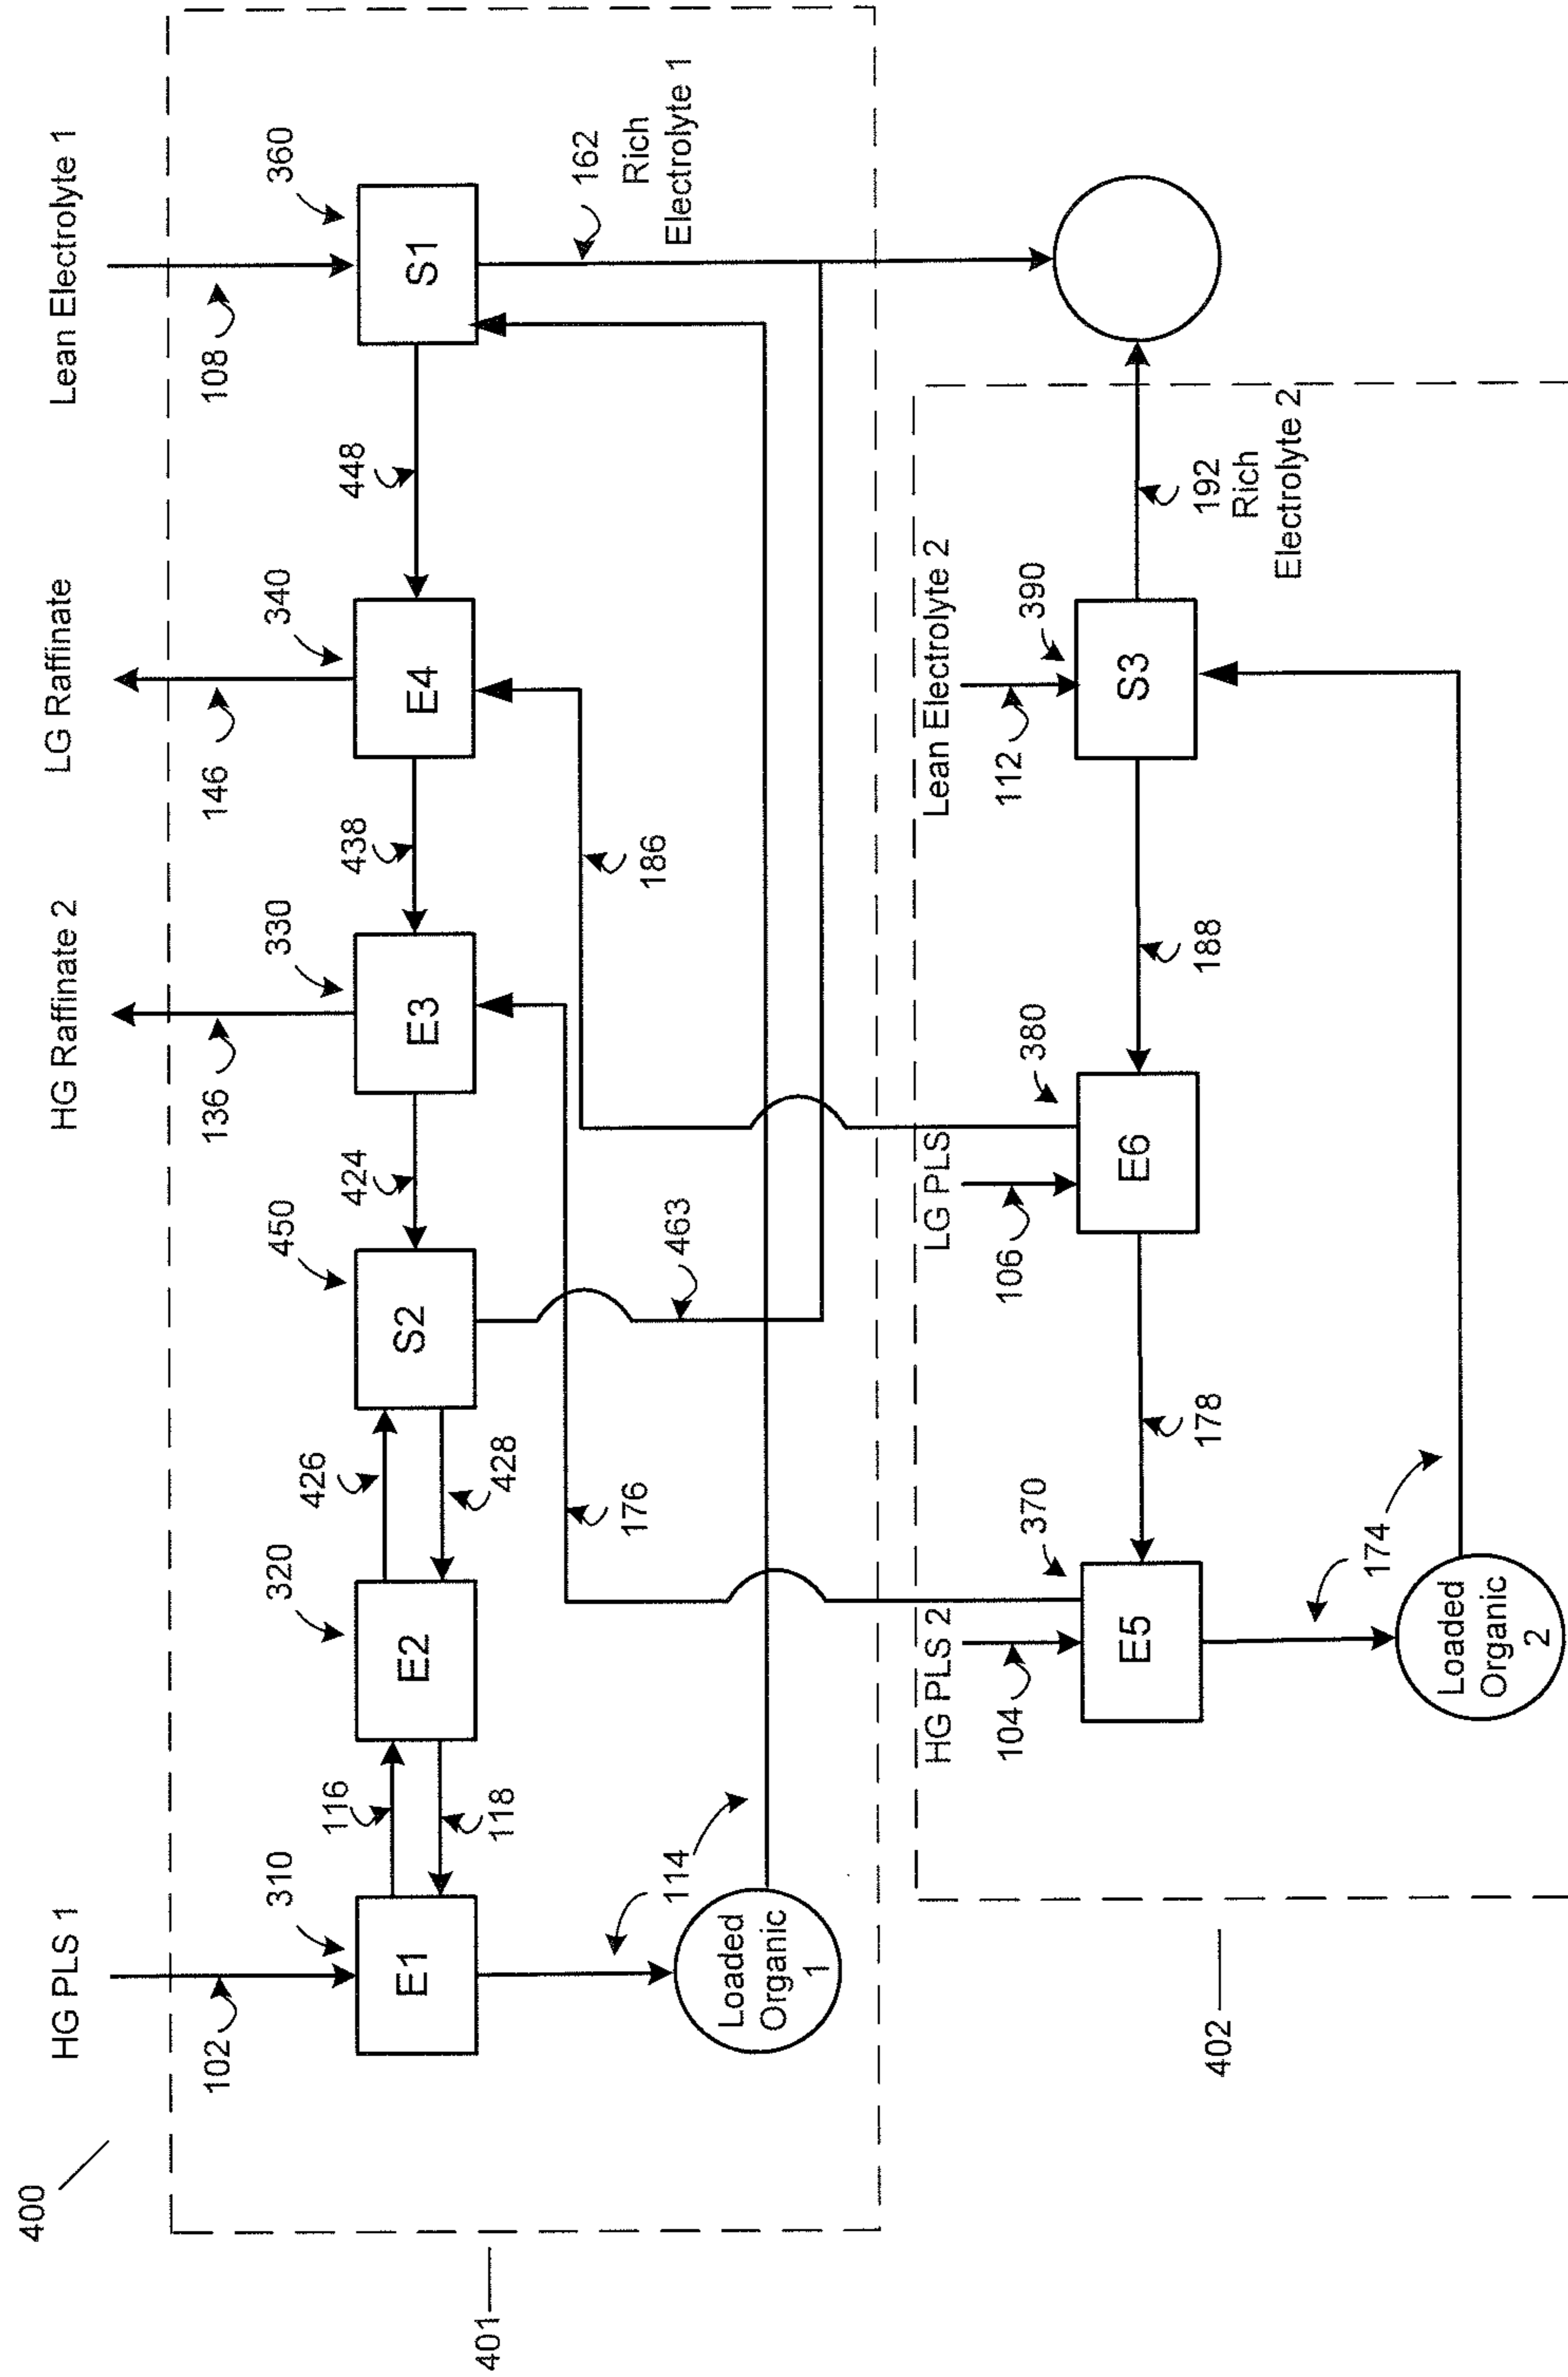 400
401
402
HG PLS 1
HG Raffinate 2
LG Raffinate
Lean Electrolyte 1
102
136
146
108
310
320
450
330
340
360
E1
E2
S2
E3
E4
S1
116
118
426
428
424
438
448
162
Rich
Electrolyte 1
114
176
463
186
Loaded
Organic
1
HG PLS 2
LG PLS
Lean Electrolyte 2
104
106
112
370
380
390
E5
E6
S3
178
188
192
Rich
Electrolyte 2
174
Loaded
Organic
2